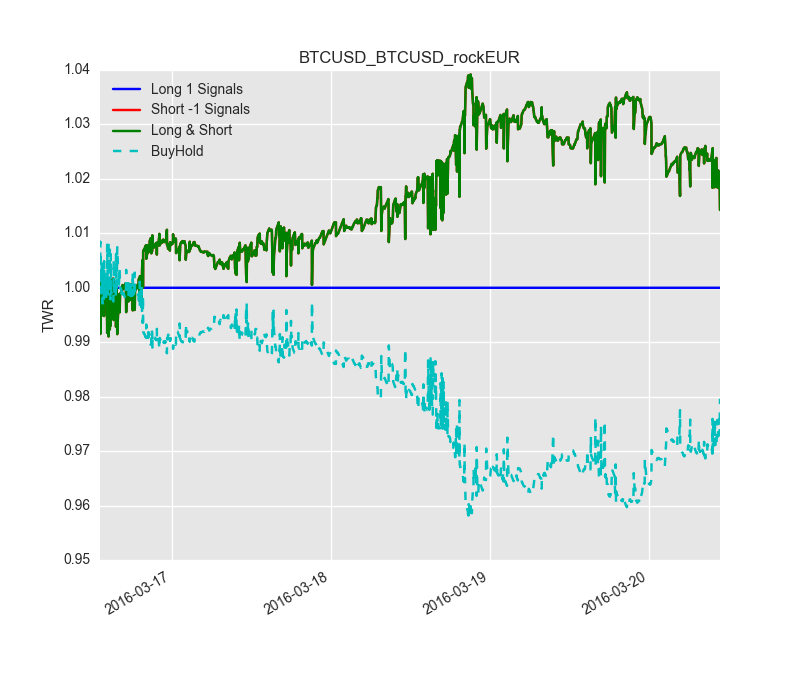 BTCUSD_BTCUSD_rockEUR
1.04
1.03
1.02
1.01
1.00
0.99
0.98
0.97
0.96
0.95
TWR
Long 1 Signals
Short -1 Signals
Long & Short
BuyHold
2016-03-17
2016-03-18
2016-03-19
2016-03-20